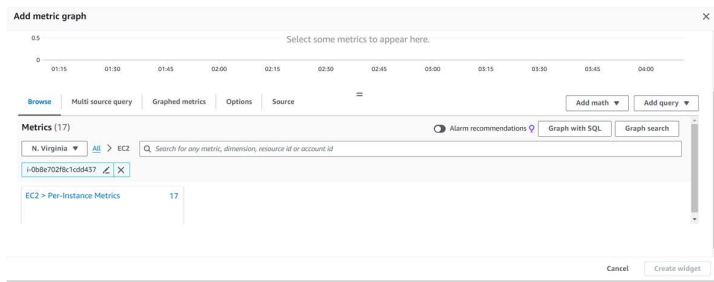 Add metric graph
0.5
Select some metrics to appear here.
0
01:15 01:30 01:45 02:00 02:15 02:30 02:45 03:00 03:15 03:30 03:45 04:00
Browse Multi source query Graphed metrics Options Source Add math Add query
Metrics (17) Alarm recommendations Graph with SQL Graph search
N. Virginia All > EC2 Search for any metric, dimension, resource id or account id
i-0b8e702f8c1cdd437
EC2 > Per-Instance Metrics 17
Cancel Create widget